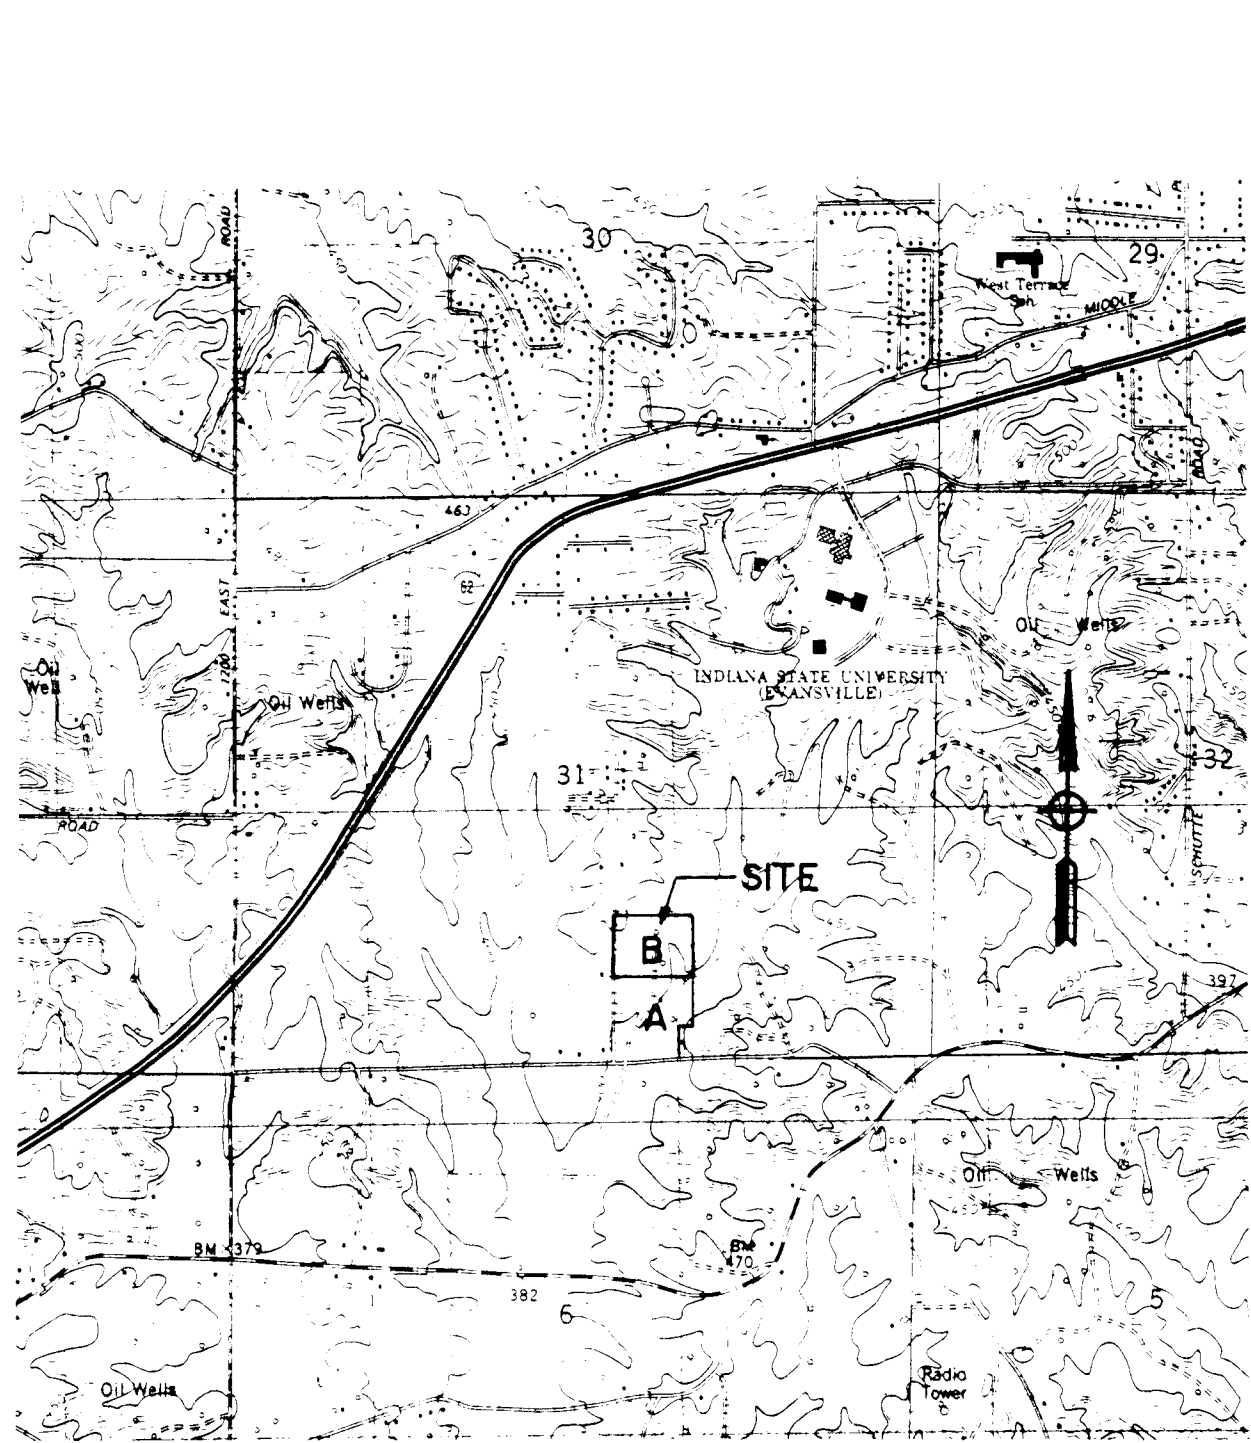 ROAD
30
29
West Terrace
Sch
MIDDLE
500
500
ROAD
463
62
EAST
1200
Oil Wells
Oil
Well
Oil Wells
INDIANA STATE UNIVERSITY
(EVANSVILLE)
31
32
ROAD
SCHUTTE
SITE
B
A
397
Oil Wells
BM 379
BM
470
382
6
5
Oil Wells
Radio
Tower